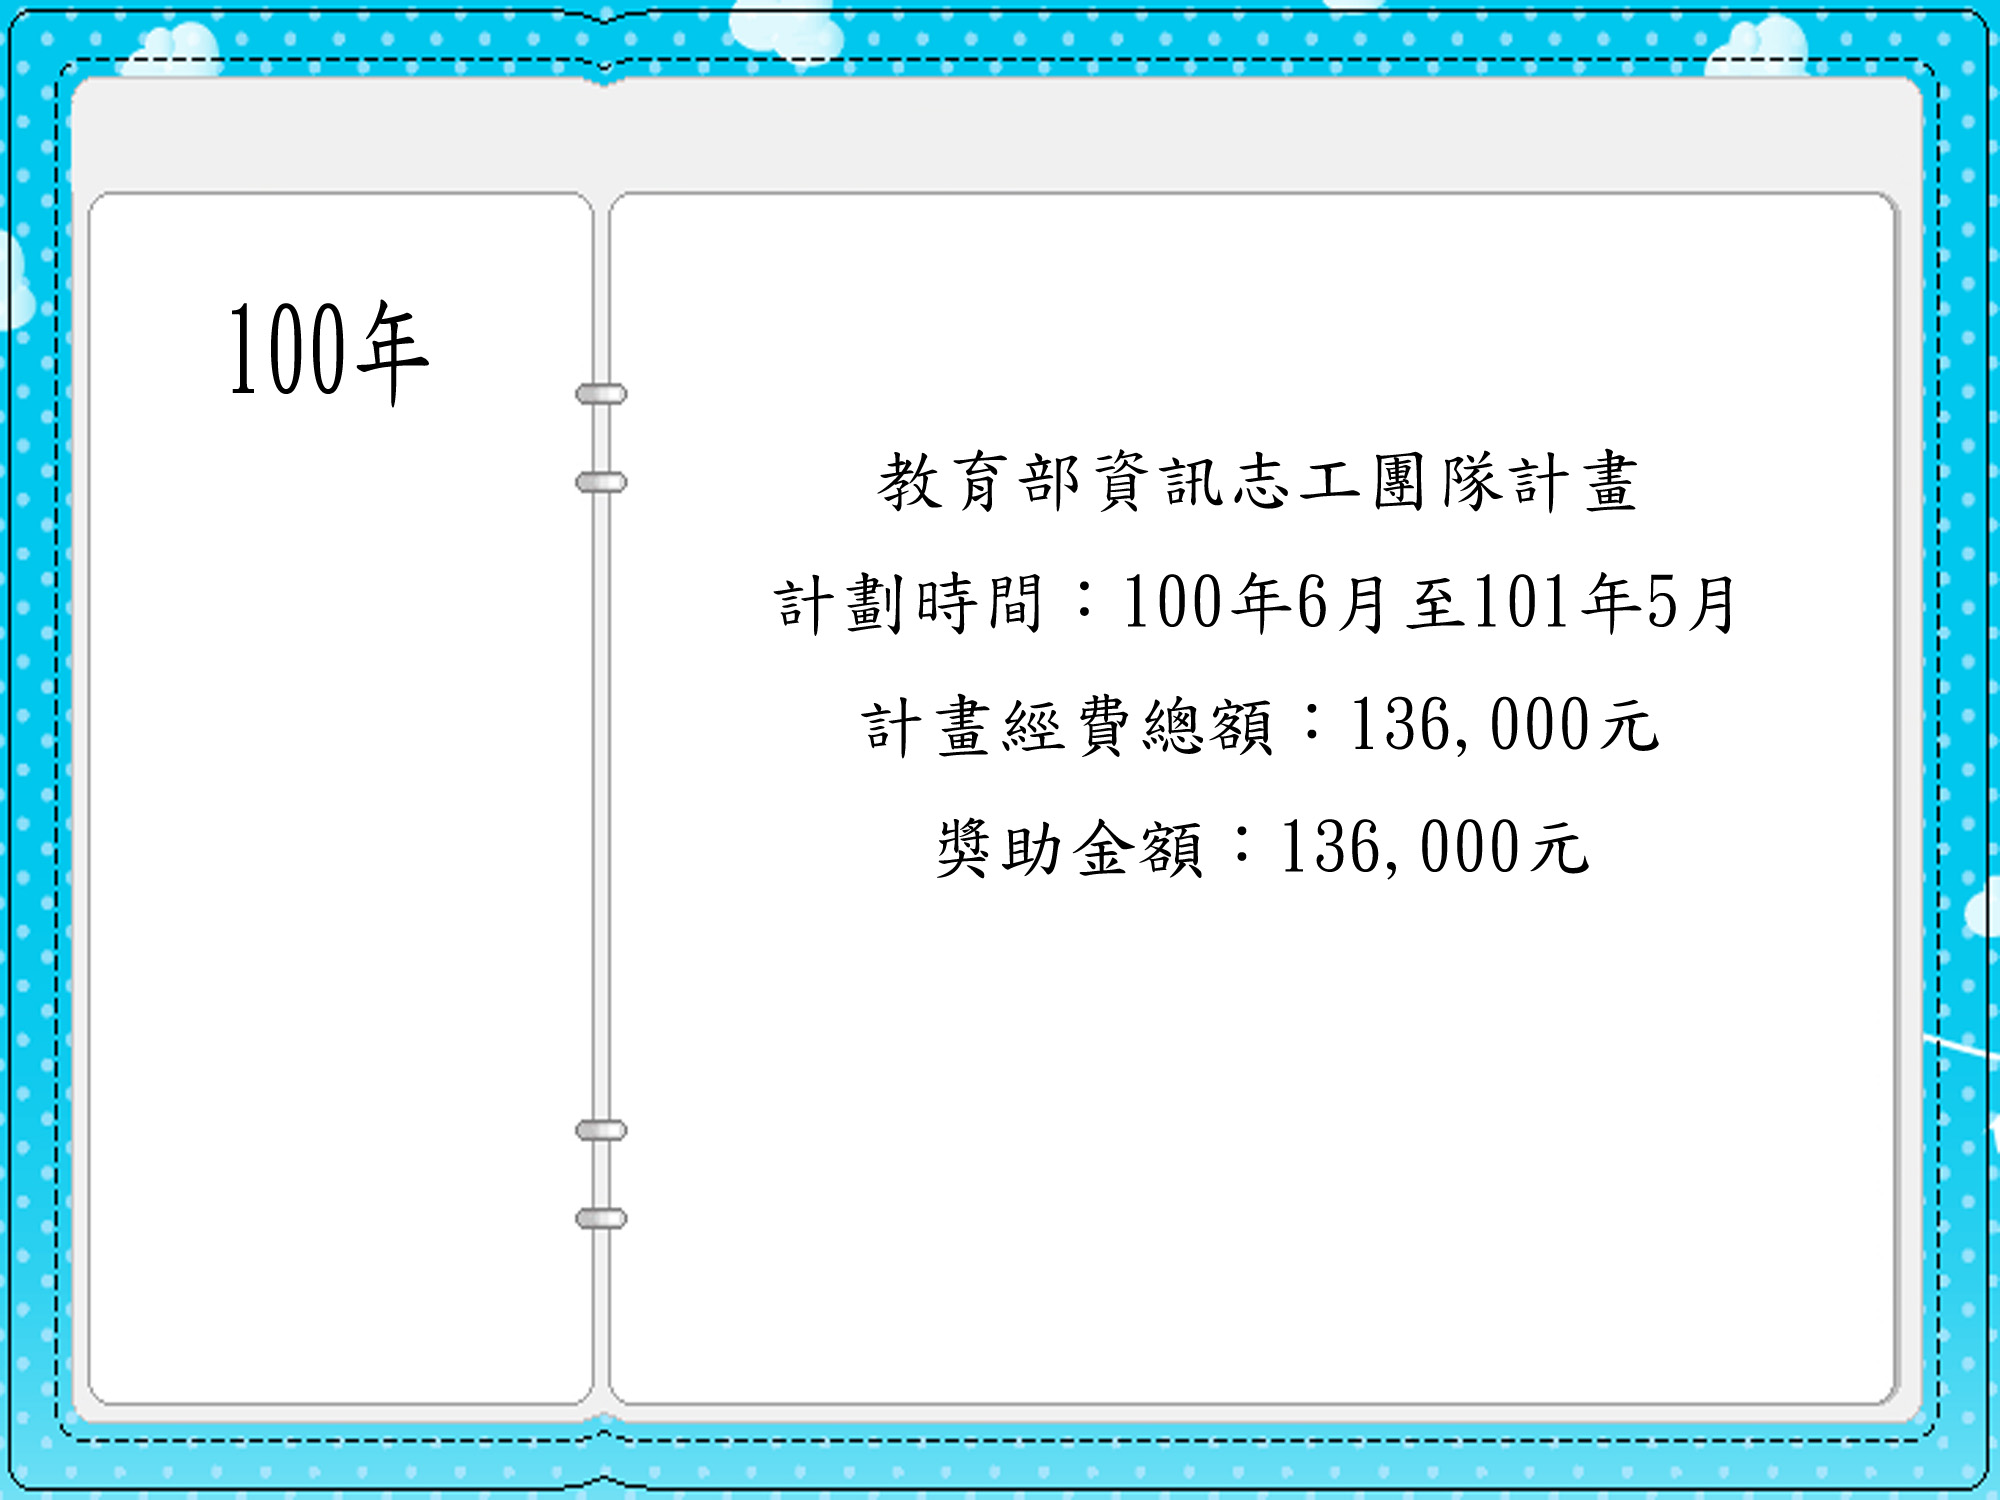 100年
教育部資訊志工團隊計畫
計劃時間：100年6月至101年5月
計畫經費總額：136,000元
獎助金額：136,000元